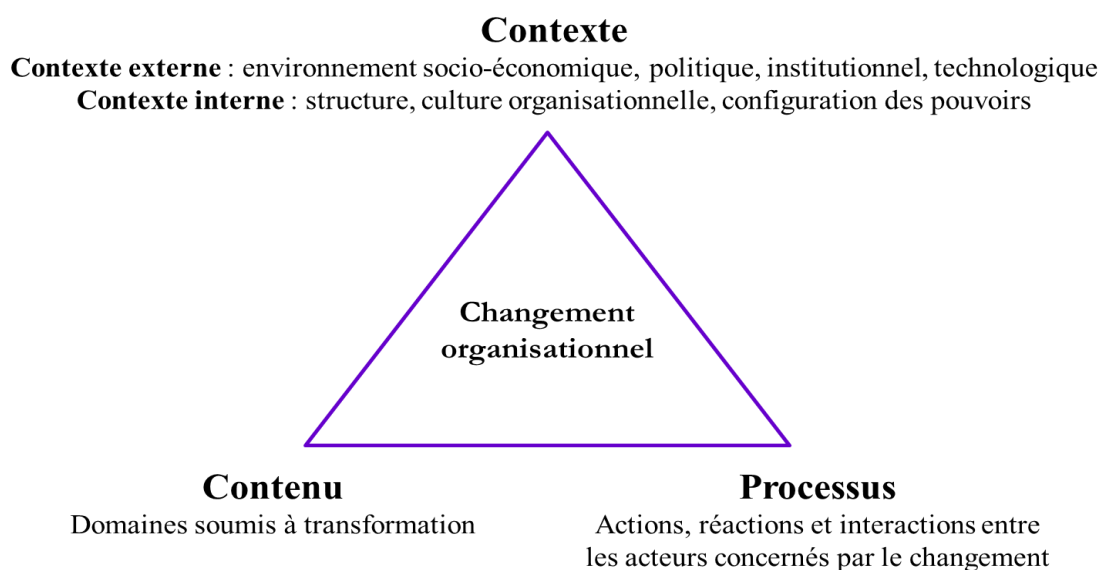 Contexte
Contexte externe : environnement socio-économique, politique, institutionnel, technologique
Contexte interne : structure, culture organisationnelle, configuration des pouvoirs
Changement
organisationnel
Contenu
Domaines soumis à transformation
Processus
Actions, réactions et interactions entre
les acteurs concernés par le changement